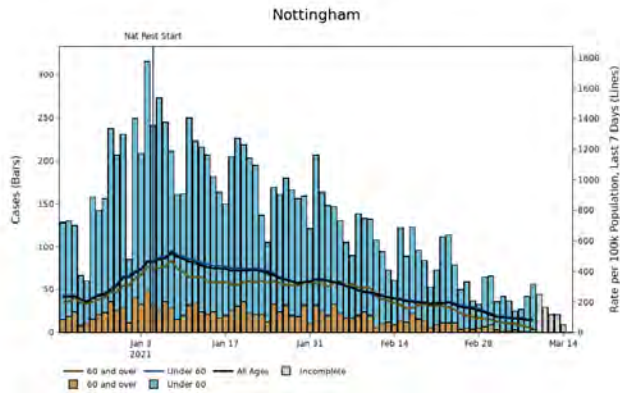 Nottingham
Nat Rest Start
Cases (Bars)
300
250
200
150
100
50
0
Rate per 100k Population, Last 7 Days (Lines)
1800
1600
1400
1200
1000
800
600
400
200
0
Jan 3
2021
Jan 17
Jan 31
Feb 14
Feb 28
Mar 14
60 and over Under 60 All Ages Incomplete
60 and over Under 60